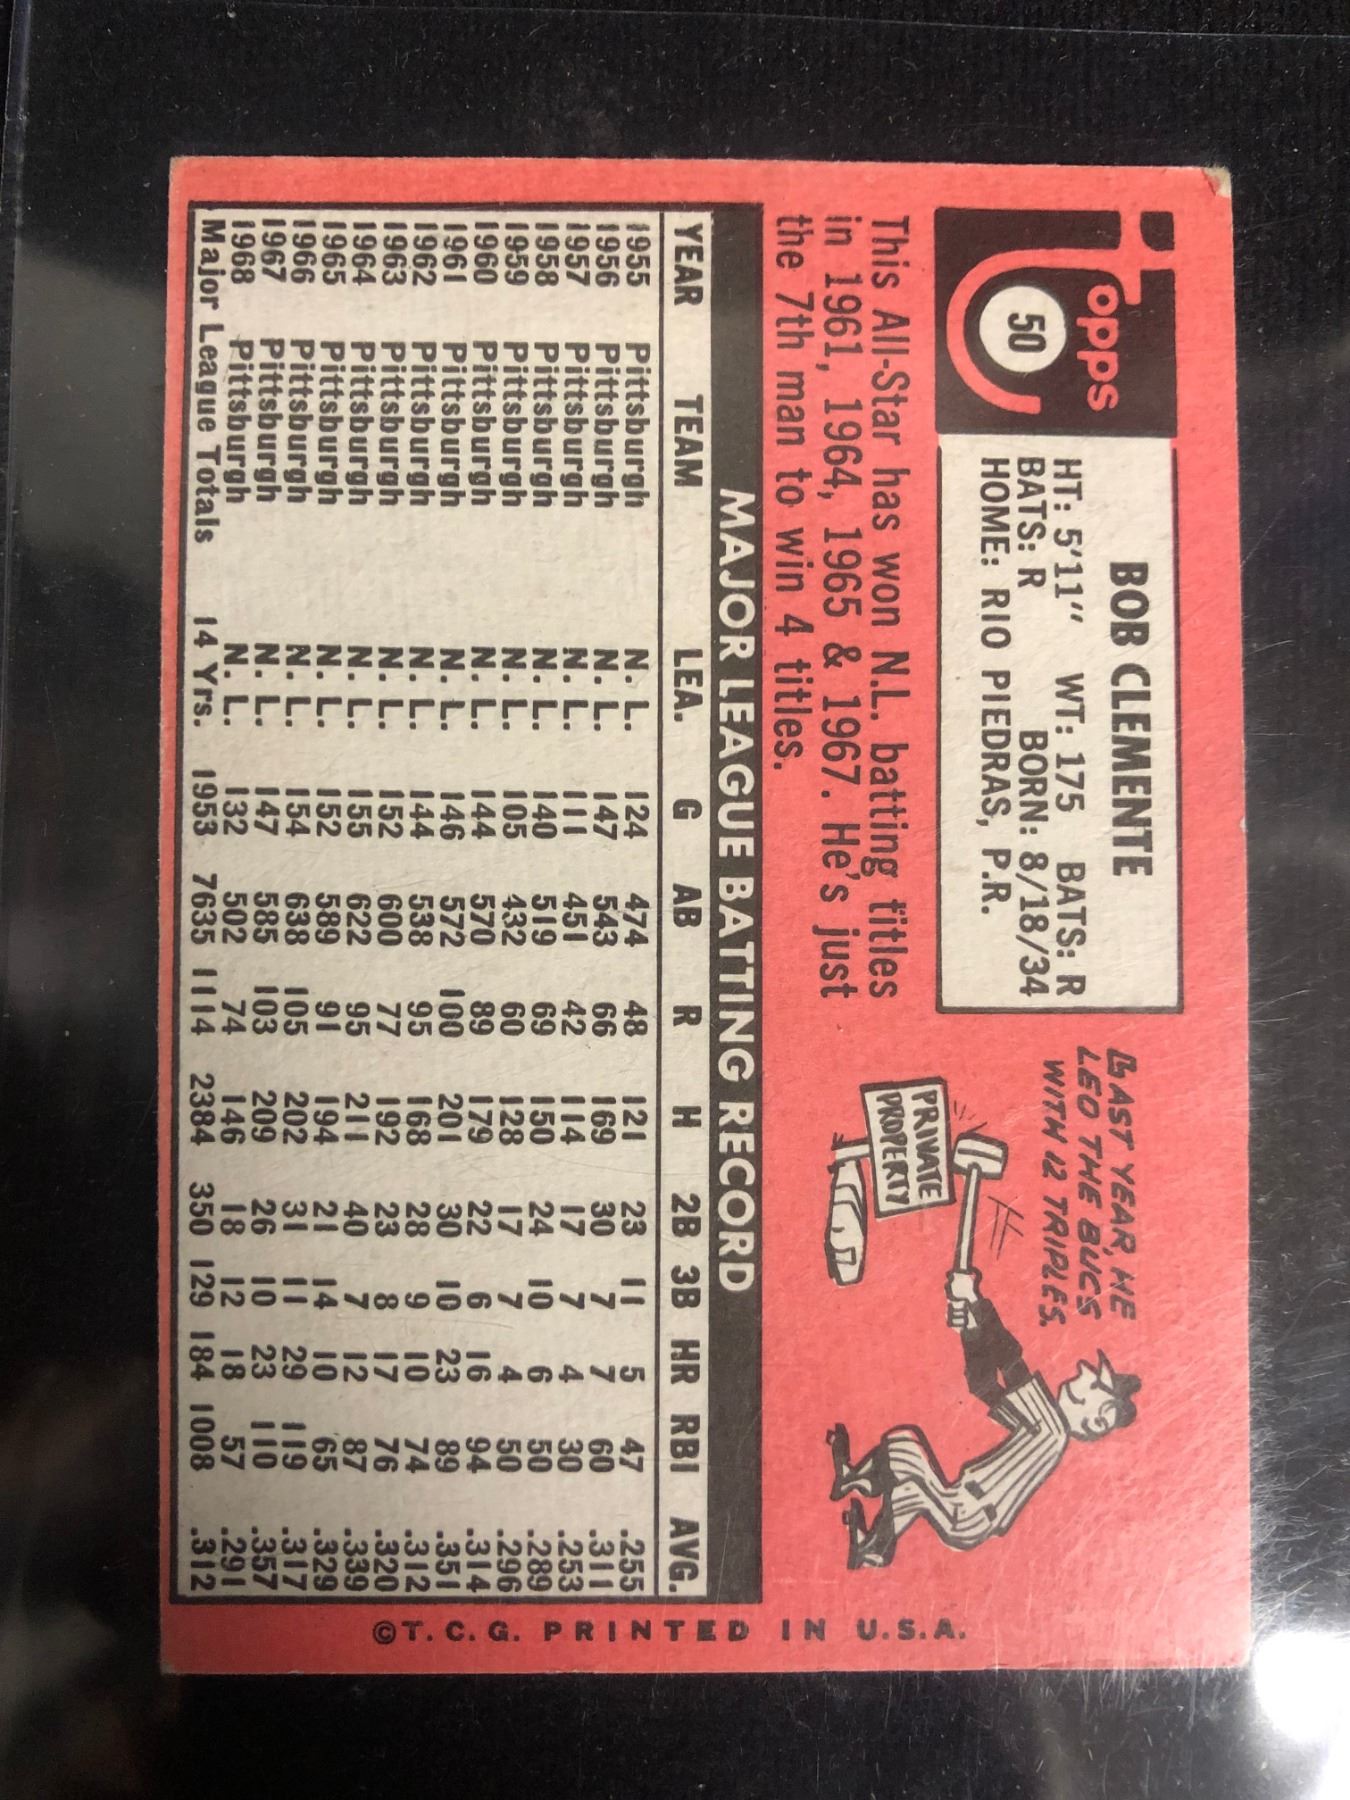 Topps
50
BOB CLEMENTE
HT: 5'11" WT: 175 BATS: R
BATS: R BORN: 8/18/34
HOME: RIO PIEDRAS, P.R.
This All-Star has won N.L. batting titles
in 1961, 1964, 1965 & 1967. He's just
the 7th man to win 4 titles.
LAST YEAR, HE
LEO THE BUCS
WITH 12 TRIPLES.
PRIVATE
PROPERTY
MAJOR LEAGUE BATTING RECORD
YEAR TEAM LEA. G AB R H 2B 3B HR RBI AVG.
1955 Pittsburgh N. L. 124 474 48 121 23 11 5 47 .255
1956 Pittsburgh N. L. 147 543 66 169 30 7 7 60 .311
1957 Pittsburgh N. L. 111 451 42 114 17 7 4 30 .253
1958 Pittsburgh N. L. 140 519 69 150 24 10 6 50 .289
1959 Pittsburgh N. L. 105 432 60 128 17 7 4 50 .296
1960 Pittsburgh N. L. 144 570 89 179 22 6 16 94 .314
1961 Pittsburgh N. L. 146 572 100 201 30 10 23 89 .351
1962 Pittsburgh N. L. 144 538 95 168 28 9 10 74 .312
1963 Pittsburgh N. L. 152 600 77 192 23 8 17 76 .320
1964 Pittsburgh N. L. 155 622 95 211 40 7 12 87 .339
1965 Pittsburgh N. L. 152 589 91 194 21 14 10 65 .329
1966 Pittsburgh N. L. 154 638 105 202 31 11 29 119 .317
1967 Pittsburgh N. L. 147 585 103 209 26 10 23 110 .357
1968 Pittsburgh N. L. 132 502 74 146 18 12 18 57 .291
Major League Totals 14 Yrs. 1953 7635 1114 2384 350 129 184 1008 .312
©T. C. G. PRINTED IN U.S.A.